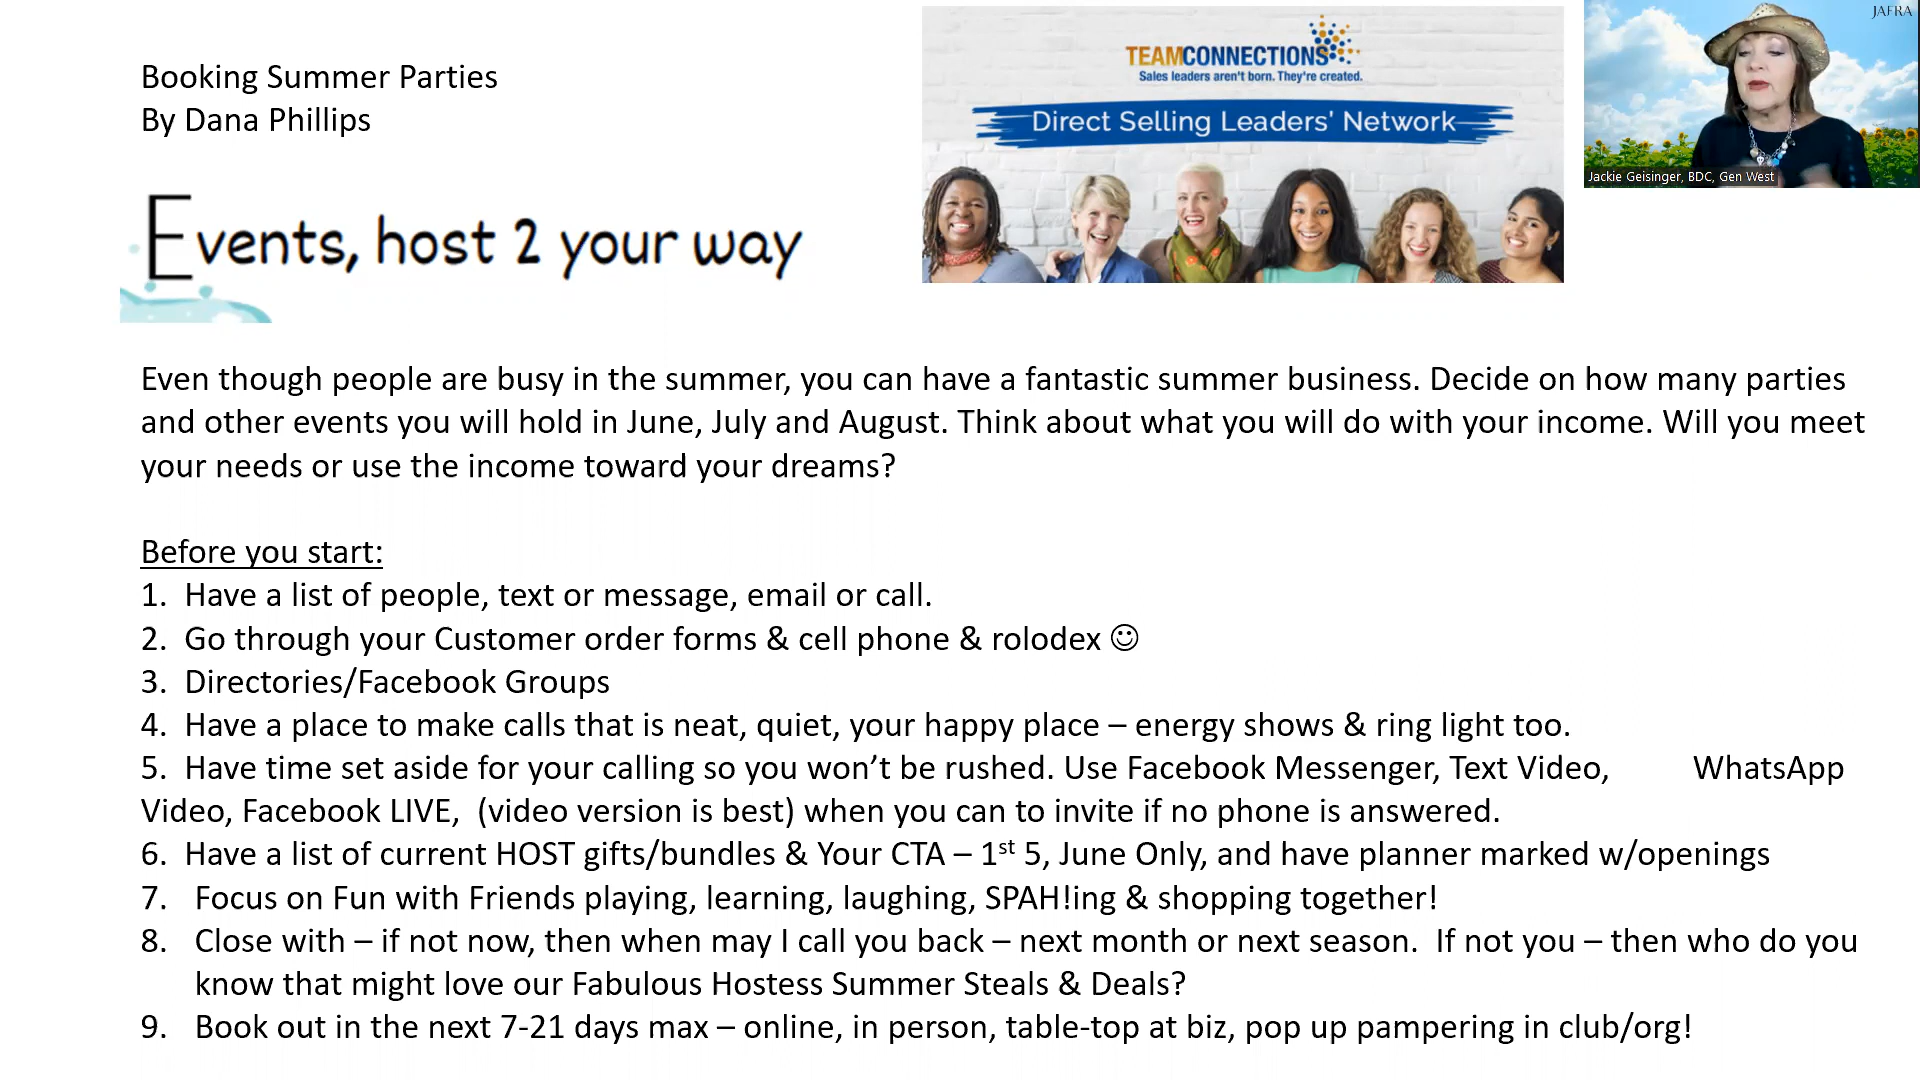 Booking Summer Parties
By Dana Phillips
Events, host 2 your way
TEAMCONNECTIONS
Sales leaders aren't born. They're created.
Direct Selling Leaders' Network
JAFRA
Jackie Geisinger, BDC, Gen West
Even though people are busy in the summer, you can have a fantastic summer business. Decide on how many parties
and other events you will hold in June, July and August. Think about what you will do with your income. Will you meet
your needs or use the income toward your dreams?
Before you start:
1. Have a list of people, text or message, email or call.
2. Go through your Customer order forms & cell phone & rolodex ☺
3. Directories/Facebook Groups
4. Have a place to make calls that is neat, quiet, your happy place – energy shows & ring light too.
5. Have time set aside for your calling so you won’t be rushed. Use Facebook Messenger, Text Video, WhatsApp
Video, Facebook LIVE, (video version is best) when you can to invite if no phone is answered.
6. Have a list of current HOST gifts/bundles & Your CTA – 1st 5, June Only, and have planner marked w/openings
7. Focus on Fun with Friends playing, learning, laughing, SPAH!ing & shopping together!
8. Close with – if not now, then when may I call you back – next month or next season. If not you – then who do you
know that might love our Fabulous Hostess Summer Steals & Deals?
9. Book out in the next 7-21 days max – online, in person, table-top at biz, pop up pampering in club/org!